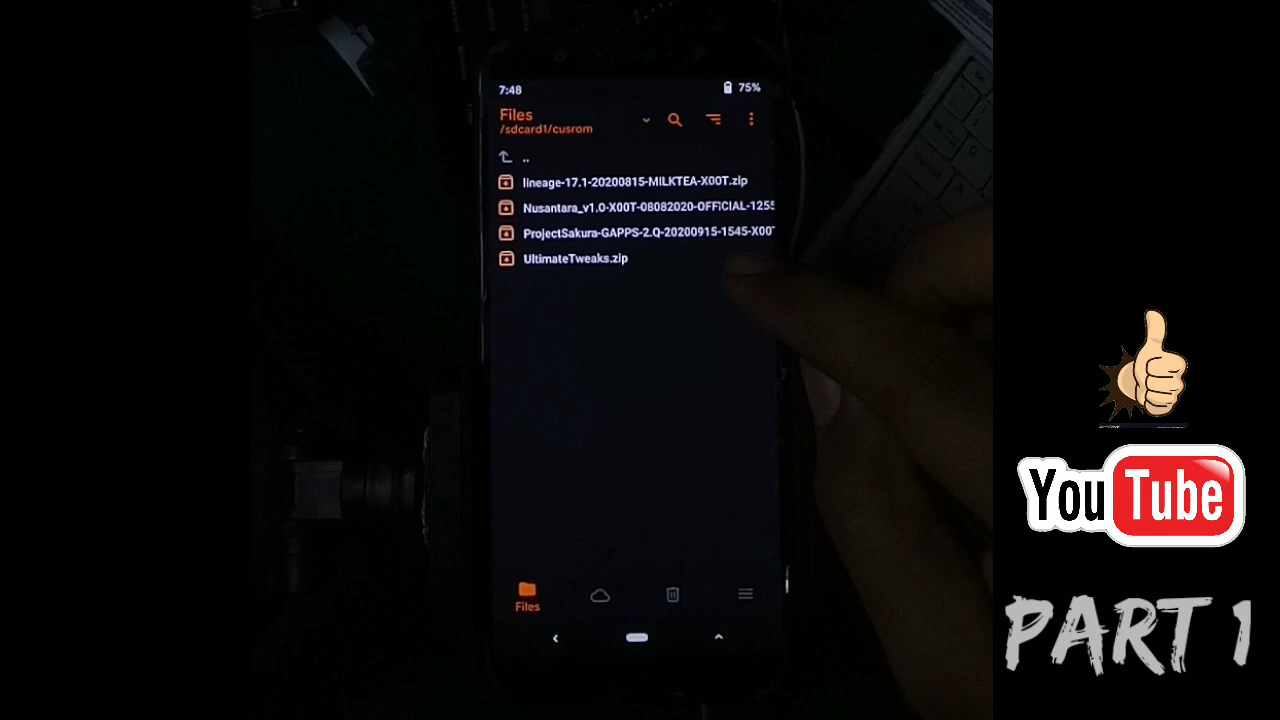 7:48
75%
Files
/sdcard1/cusrom
..
lineage-17.1-20200815-MILKTEA-X00T.zip
Nusantara_v1.0-X00T-08082020-OFFICIAL-1255
ProjectSakura-GAPPS-2.Q-20200915-1545-X00T
UltimateTweaks.zip
Files
YouTube
PART 1